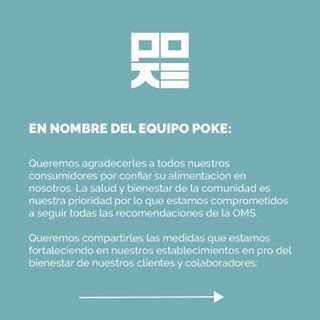 POKE
EN NOMBRE DEL EQUIPO POKE:
Queremos agradecerles a todos nuestros
consumidores por confiar su alimentación en
nosotros. La salud y bienestar de la comunidad es
nuestra prioridad por lo que estamos comprometidos
a seguir todas las recomendaciones de la OMS.
Queremos compartirles las medidas que estamos
fortaleciendo en nuestros establecimientos en pro del
bienestar de nuestros clientes y colaboradores: